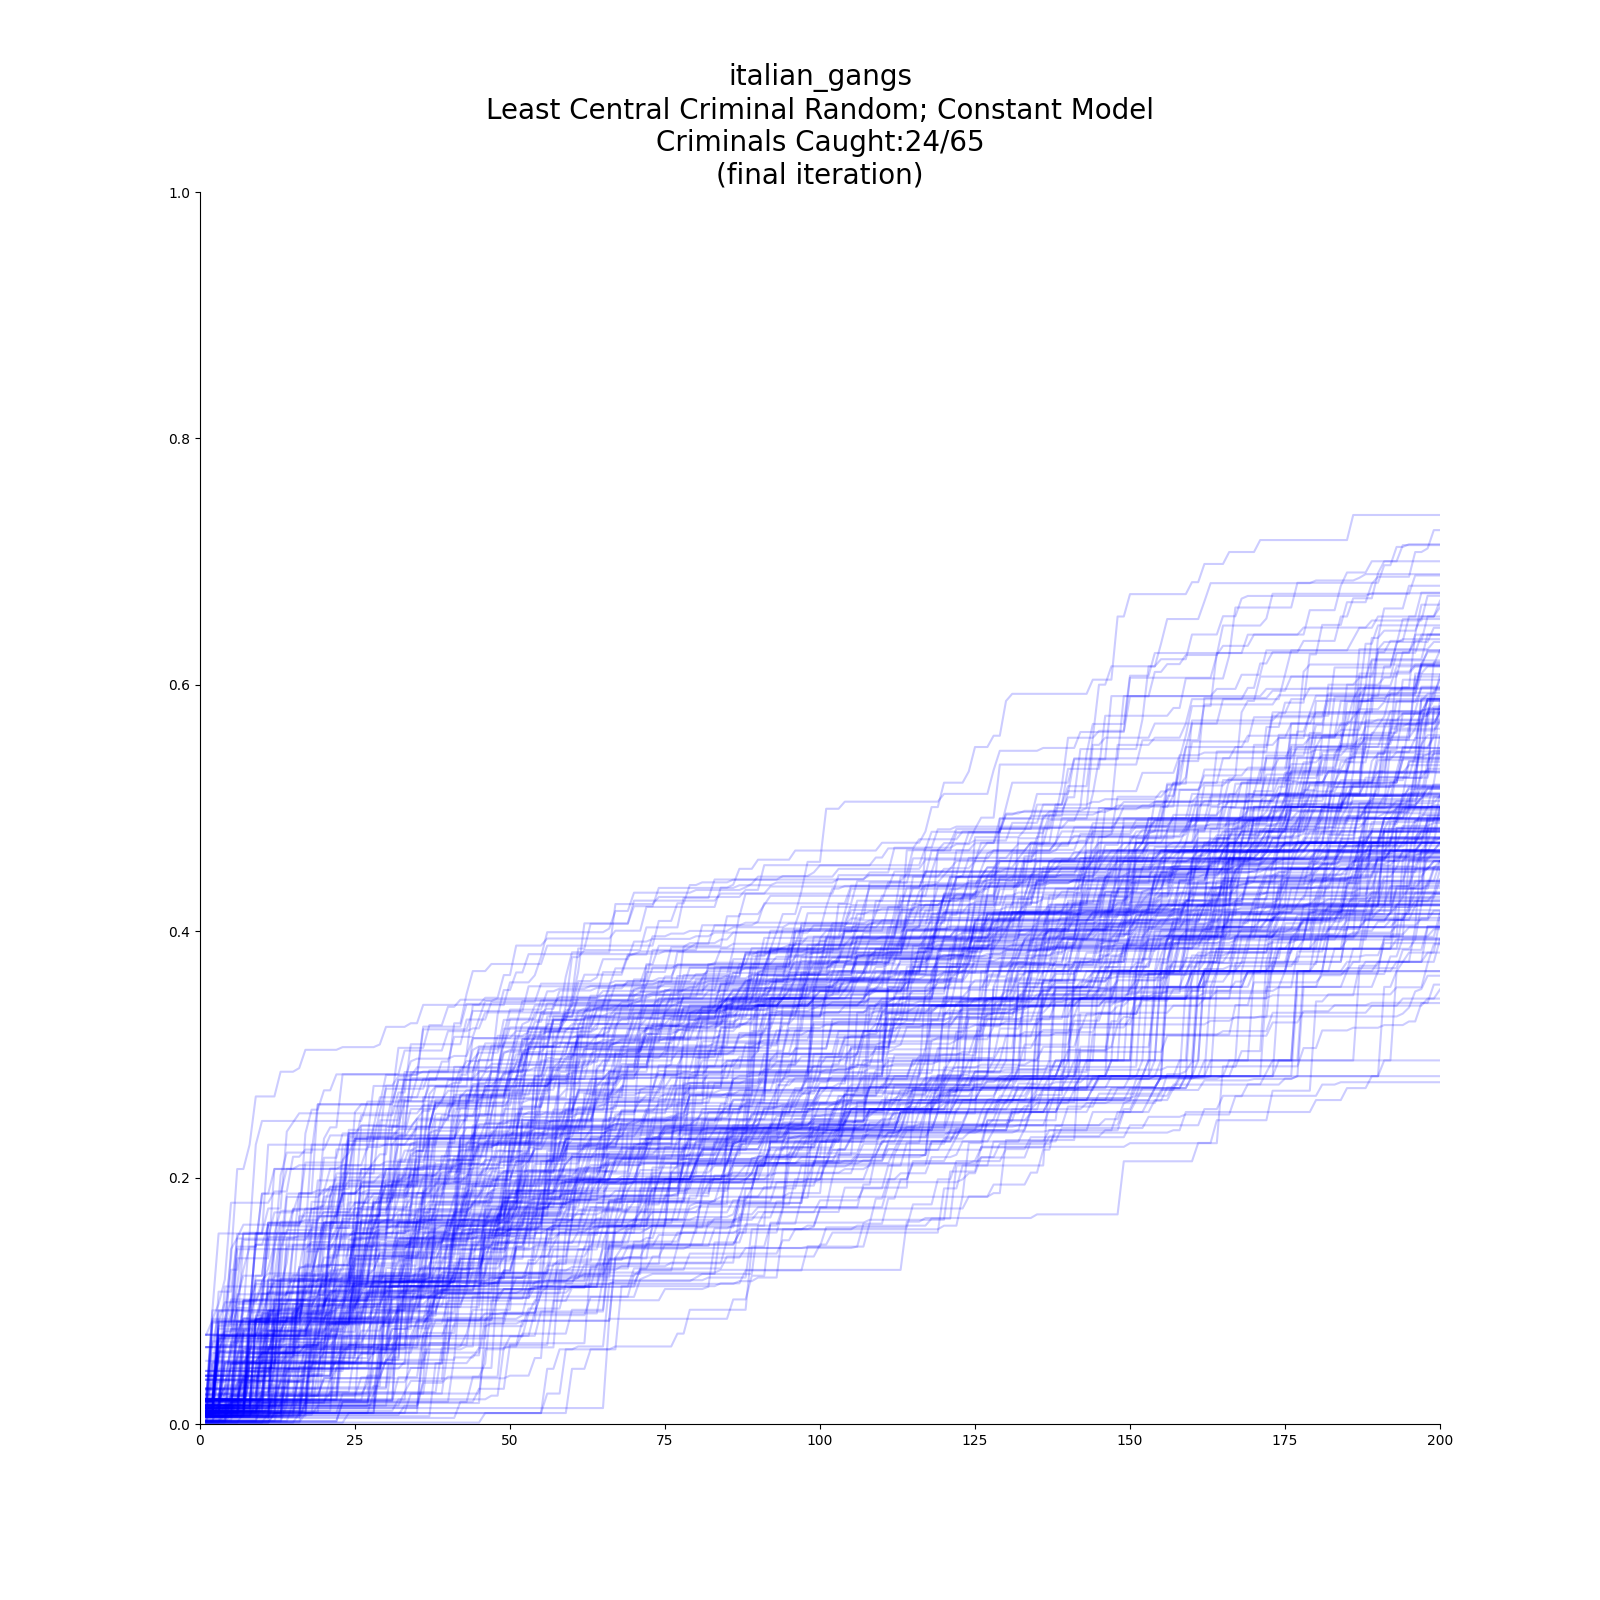 italian_gangs
Least Central Criminal Random; Constant Model
Criminals Caught:24/65
(final iteration)
1.0
0.8
0.6
0.4
0.2
0.0
0 25 50 75 100 125 150 175 200